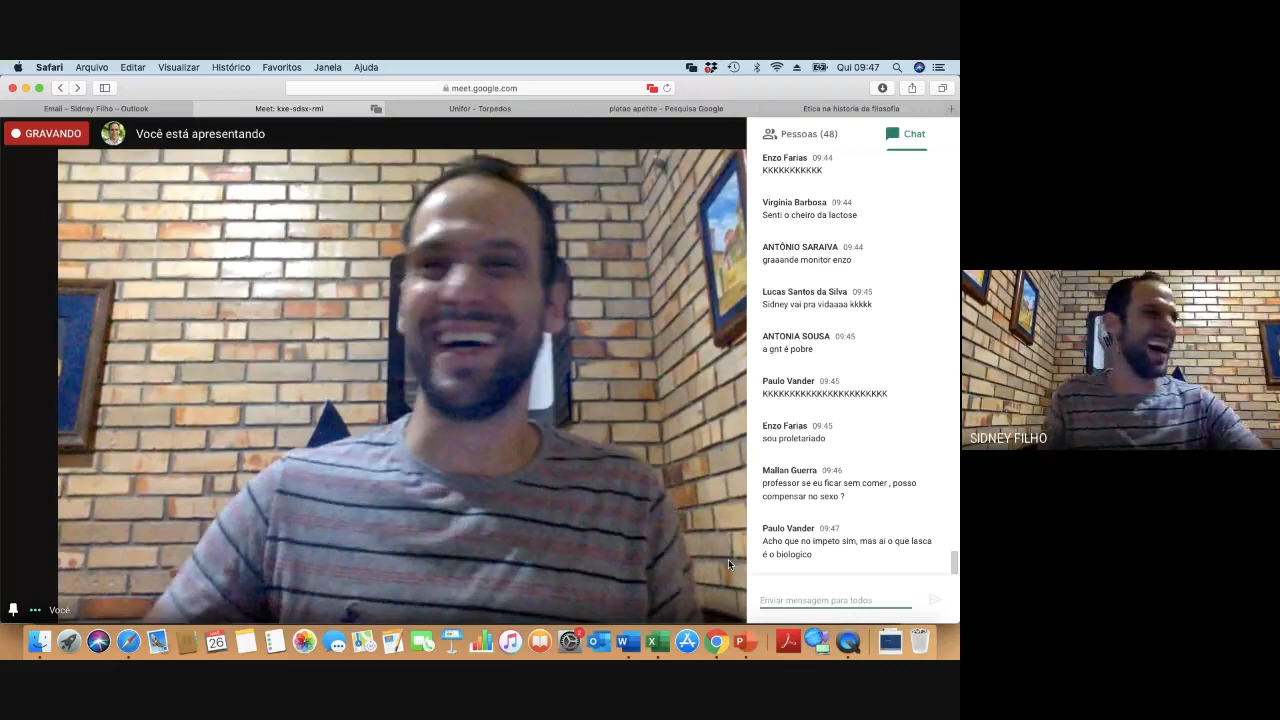 Safari Arquivo Editar Visualizar Histórico Favoritos Janela Ajuda Qui 09:47
meet.google.com
Email – Sidney Filho – Outlook
Meet: kxe-sdsx-rmi
Unifor - Torpedos
platao apetite - Pesquisa Google
Etica na historia da filosofia
GRAVANDO
Você está apresentando
Pessoas (48)
Chat
Enzo Farias 09:44
KKKKKKKKKKK
Virgínia Barbosa 09:44
Senti o cheiro da lactose
ANTÔNIO SARAIVA 09:44
graaande monitor enzo
Lucas Santos da Silva 09:45
Sidney vai pra vidaaaa kkkkk
ANTONIA SOUSA 09:45
a gnt é pobre
Paulo Vander 09:45
KKKKKKKKKKKKKKKKKKKKKKK
Enzo Farias 09:45
sou proletariado
Mallan Guerra 09:46
professor se eu ficar sem comer , posso
compensar no sexo ?
Paulo Vander 09:47
Acho que no impeto sim, mas ai o que lasca
é o biologico
Enviar mensagem para todos
Você
SIDNEY FILHO
26
2